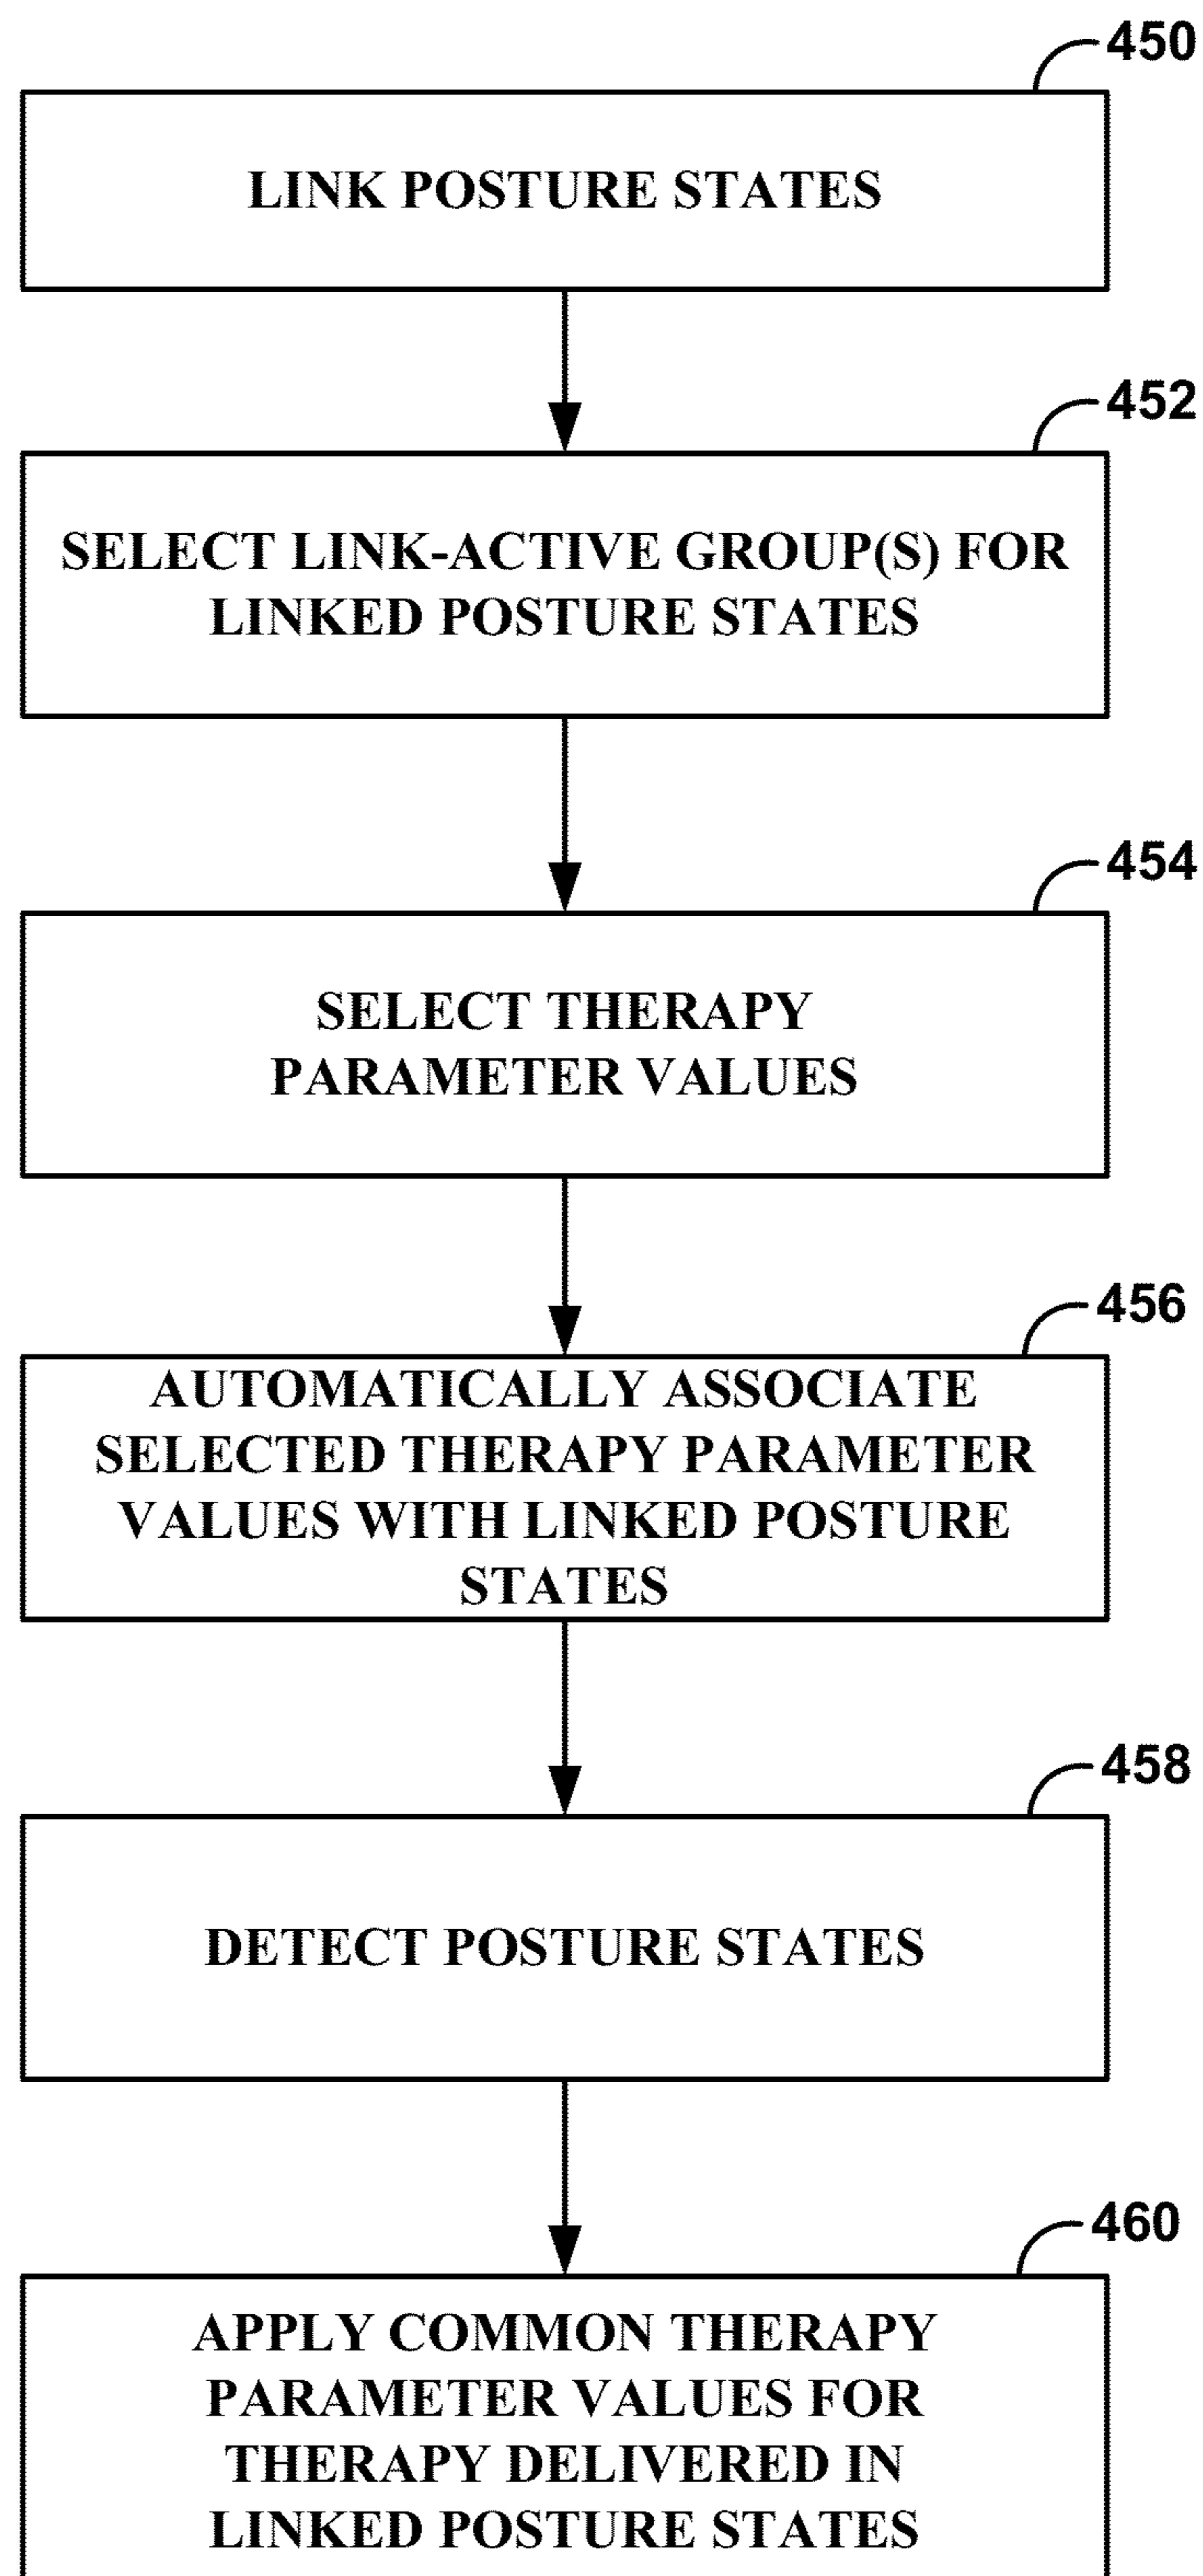 450
LINK POSTURE STATES
452
SELECT LINK-ACTIVE GROUP(S) FOR
LINKED POSTURE STATES
454
SELECT THERAPY
PARAMETER VALUES
456
AUTOMATICALLY ASSOCIATE
SELECTED THERAPY PARAMETER
VALUES WITH LINKED POSTURE
STATES
458
DETECT POSTURE STATES
460
APPLY COMMON THERAPY
PARAMETER VALUES FOR
THERAPY DELIVERED IN
LINKED POSTURE STATES